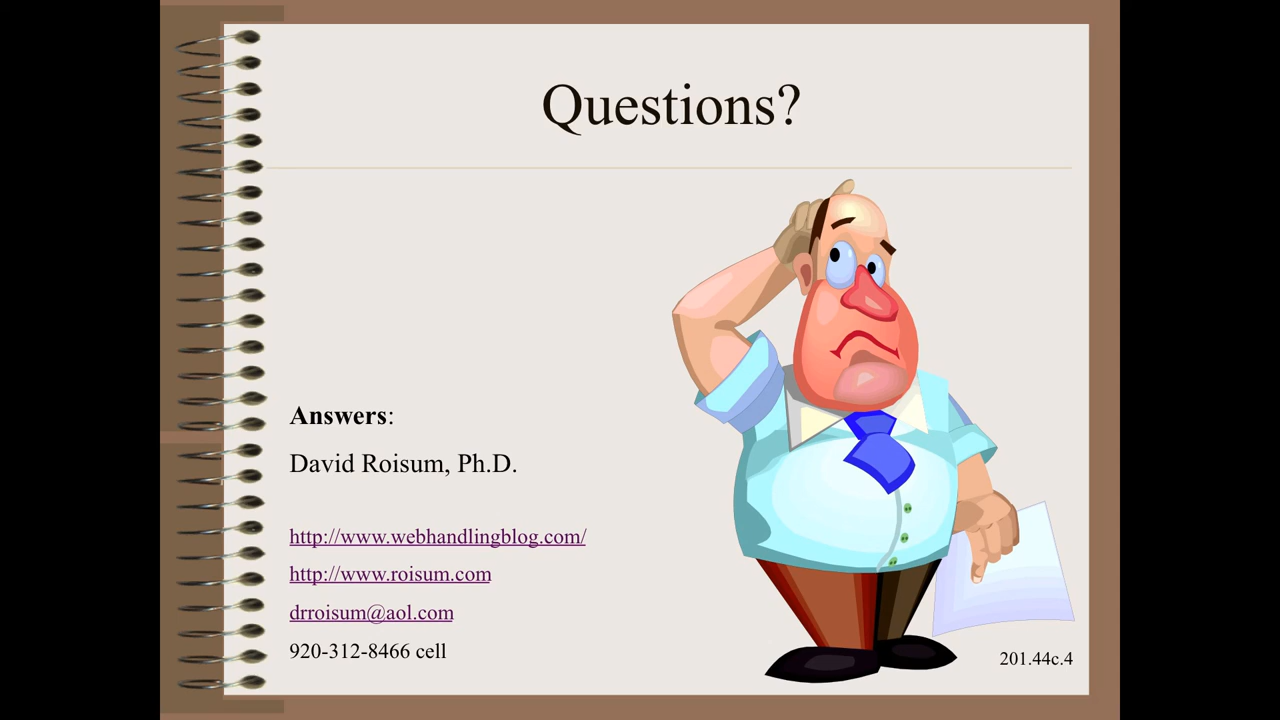 Questions?
Answers:
David Roisum, Ph.D.
http://www.webhandlingblog.com/
http://www.roisum.com
drroisum@aol.com
920-312-8466 cell
201.44c.4